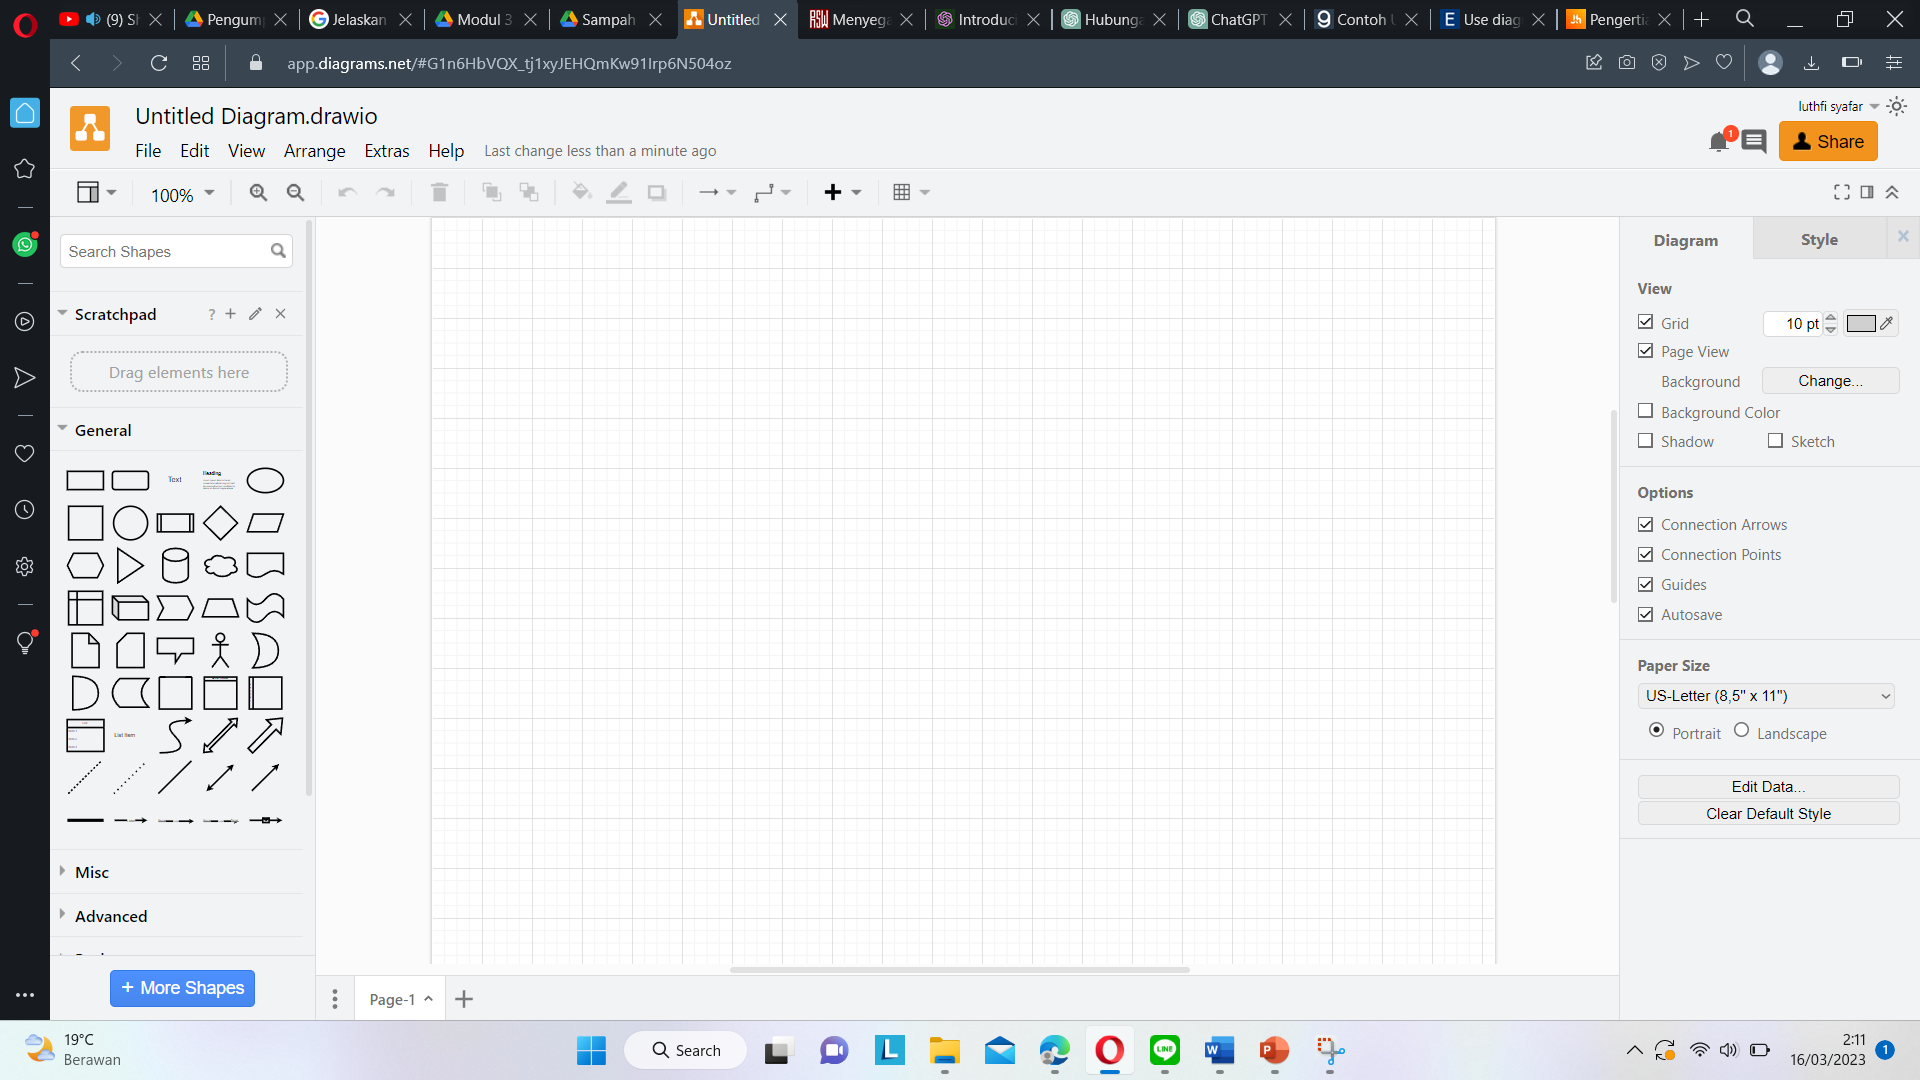 (9) S
Pengump
Jelaskan
Modul 3
Sampah
Untitled
Menyega
Introduc
Hubunga
ChatGPT
Contoh U
Use diag
Pengerti
app.diagrams.net/#G1n6HbVQX_tj1xyJEHQmKw91Irp6N504oz
Untitled Diagram.drawio
luthfi syafar
File Edit View Arrange Extras Help Last change less than a minute ago
1
Share
100%
Search Shapes
Scratchpad ?
Drag elements here
General
Text
Heading
List Item
Misc
Advanced
+ More Shapes
Page-1
Diagram Style
View
Grid 10 pt
Page View
Background Change...
Background Color
Shadow Sketch
Options
Connection Arrows
Connection Points
Guides
Autosave
Paper Size
US-Letter (8,5" x 11")
Portrait Landscape
Edit Data...
Clear Default Style
19°C
Berawan
Search
LINE
2:11
16/03/2023
1